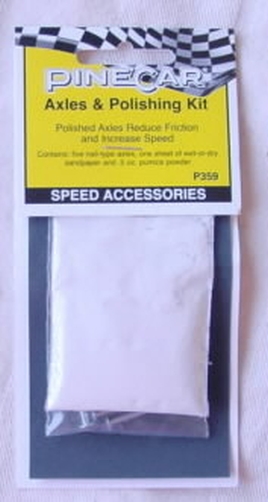 PINECAR
Axles & Polishing Kit
Polished Axles Reduce Friction
and Increase Speed
Contains: five nail-type axles, one sheet of wet-or-dry
sandpaper and .5 oz. pumice powder
P359
SPEED ACCESSORIES